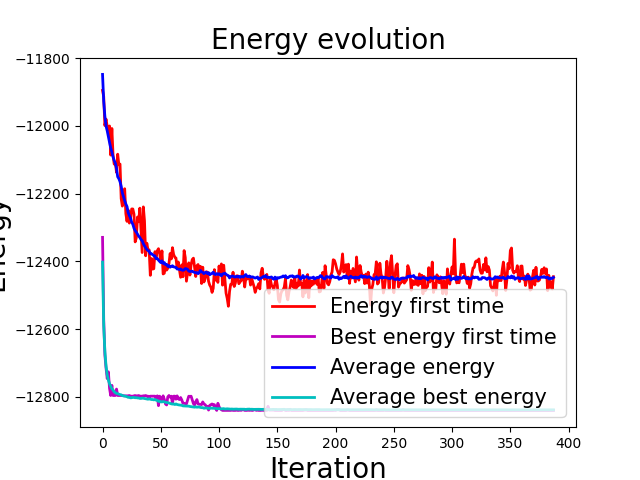 Energy evolution
Energy
−11800
−12000
−12200
−12400
−12600
−12800
0
50
100
150
200
250
300
350
400
Iteration
Energy first time
Best energy first time
Average energy
Average best energy